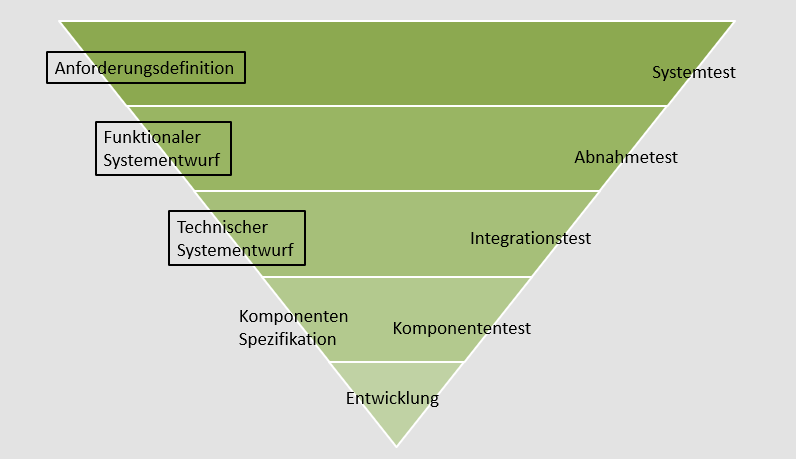 Anforderungsdefinition
Systemtest
Funktionaler
Systementwurf
Abnahmetest
Technischer
Systementwurf
Integrationstest
Komponenten
Spezifikation
Komponententest
Entwicklung